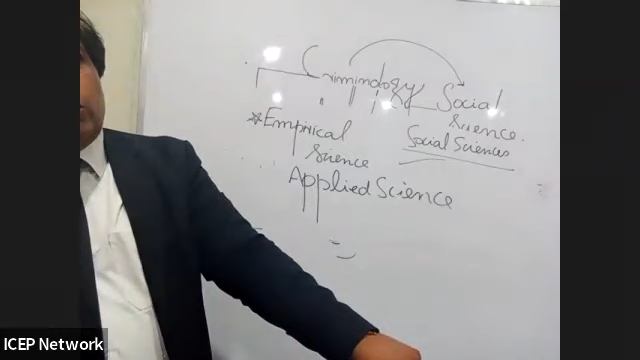 Criminology
Social
Science.
*Empirical
Science
Social Sciences
Applied Science
ICEP Network